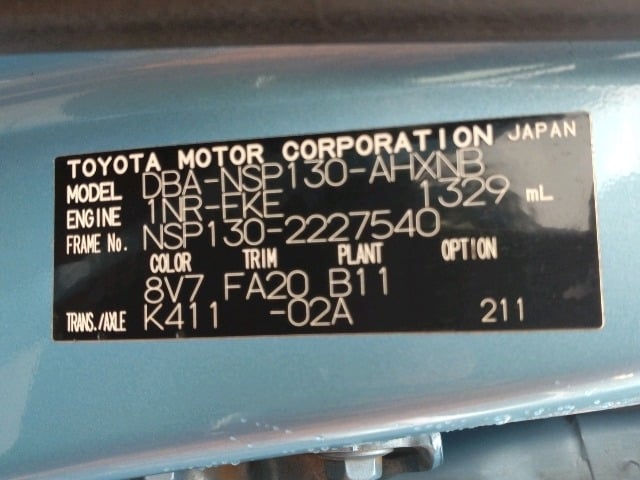 TOYOTA MOTOR CORPORATION JAPAN
MODEL DBA-NSP130-AHXNB
ENGINE 1NR-FKE 1329 mL
FRAME No. NSP130-2227540
COLOR TRIM PLANT OPTION
8V7 FA20 B11
TRANS./AXLE K411 -02A 211